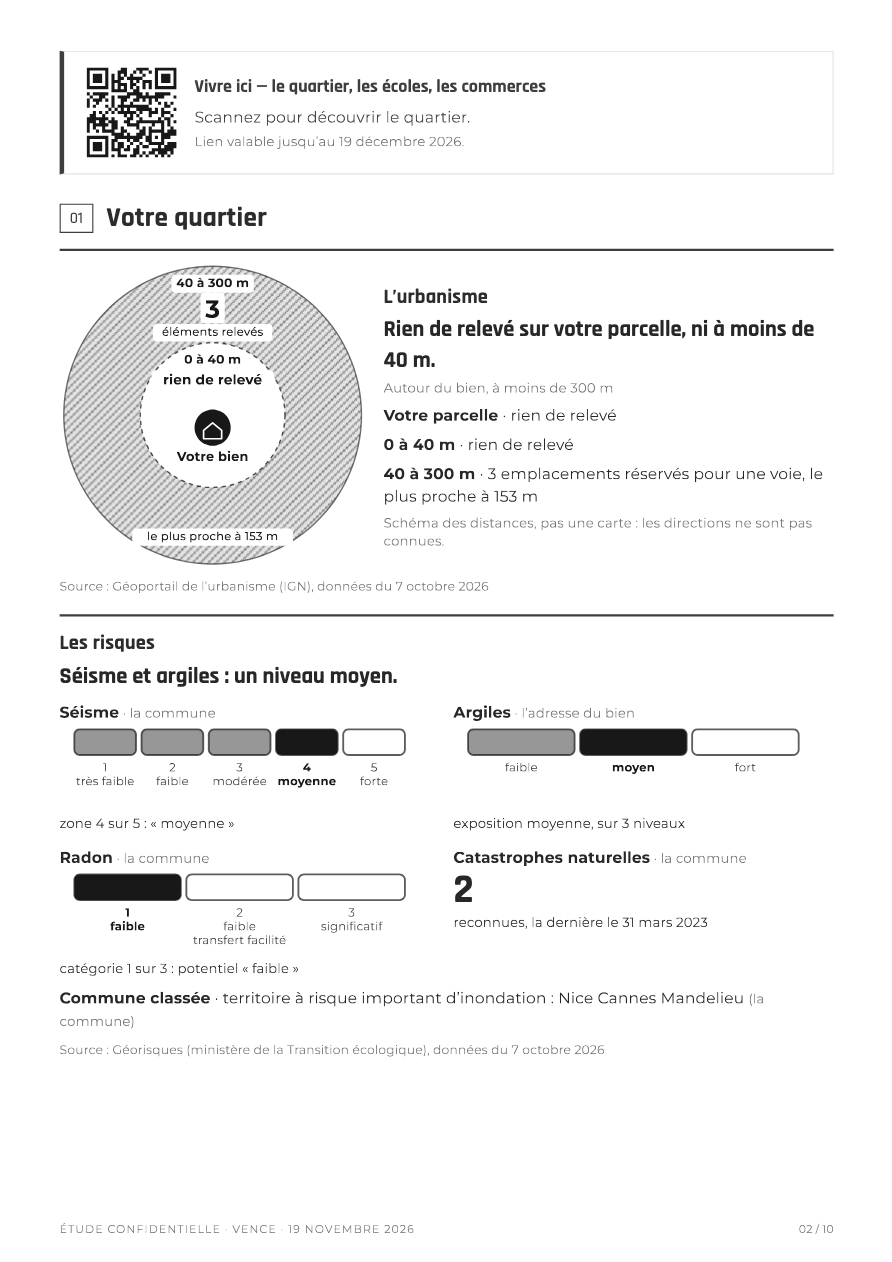 Vivre ici — le quartier, les écoles, les commerces
Scannez pour découvrir le quartier.
Lien valable jusqu'au 19 décembre 2026.
01 Votre quartier
40 à 300 m
3
éléments relevés
0 à 40 m
rien de relevé
Votre bien
le plus proche à 153 m
L'urbanisme
Rien de relevé sur votre parcelle, ni à moins de
40 m.
Autour du bien, à moins de 300 m
Votre parcelle · rien de relevé
0 à 40 m · rien de relevé
40 à 300 m · 3 emplacements réservés pour une voie, le
plus proche à 153 m
Schéma des distances, pas une carte : les directions ne sont pas
connues.
Source : Géoportail de l'urbanisme (IGN), données du 7 octobre 2026
Les risques
Séisme et argiles : un niveau moyen.
Séisme · la commune
1 2 3 4 5
très faible faible modérée moyenne forte
zone 4 sur 5 : « moyenne »
Argiles · l'adresse du bien
faible moyen fort
exposition moyenne, sur 3 niveaux
Radon · la commune
1 2 3
faible faible significatif
transfert facilité
catégorie 1 sur 3 : potentiel « faible »
Catastrophes naturelles · la commune
2
reconnues, la dernière le 31 mars 2023
Commune classée · territoire à risque important d'inondation : Nice Cannes Mandelieu (la
commune)
Source : Géorisques (ministère de la Transition écologique), données du 7 octobre 2026
ÉTUDE CONFIDENTIELLE · VENCE · 19 NOVEMBRE 2026
02 / 10